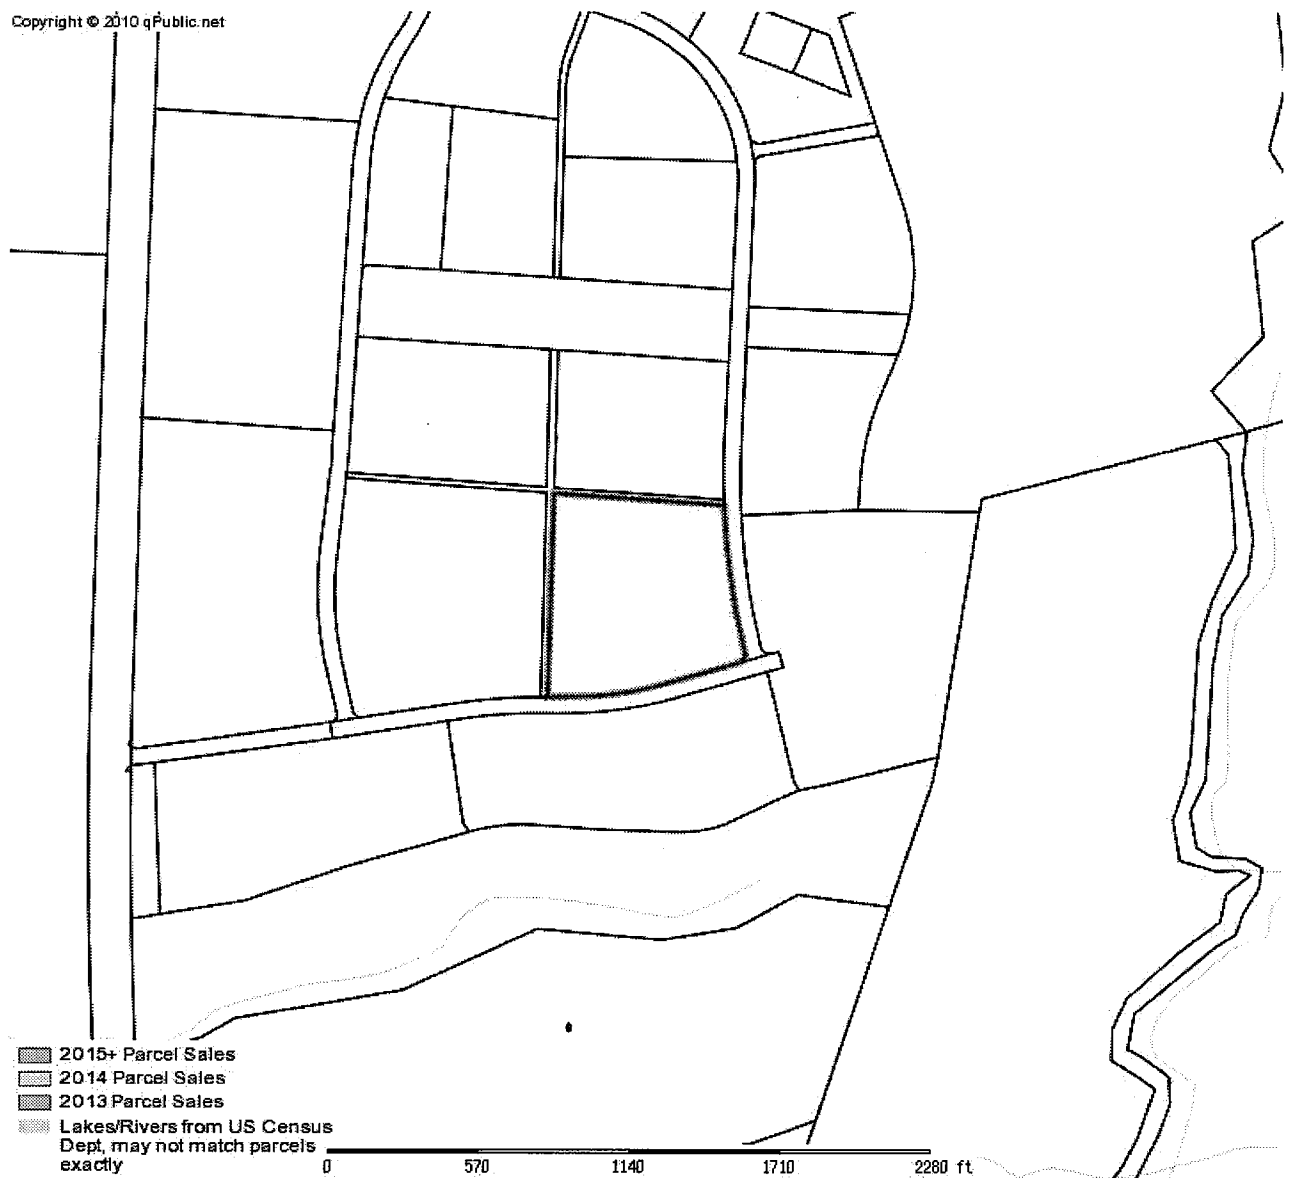 Copyright © 2010 qPublic.net
2015+ Parcel Sales
2014 Parcel Sales
2013 Parcel Sales
Lakes/Rivers from US Census
Dept, may not match parcels
exactly
0 570 1140 1710 2280 ft